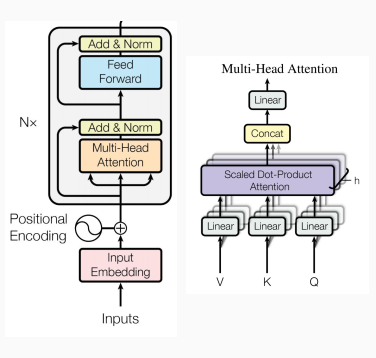 Add & Norm
Feed
Forward
N×
Add & Norm
Multi-Head
Attention
Positional
Encoding
Input
Embedding
Inputs
Multi-Head Attention
Linear
Concat
Scaled Dot-Product
Attention
h
Linear
Linear
Linear
V
K
Q